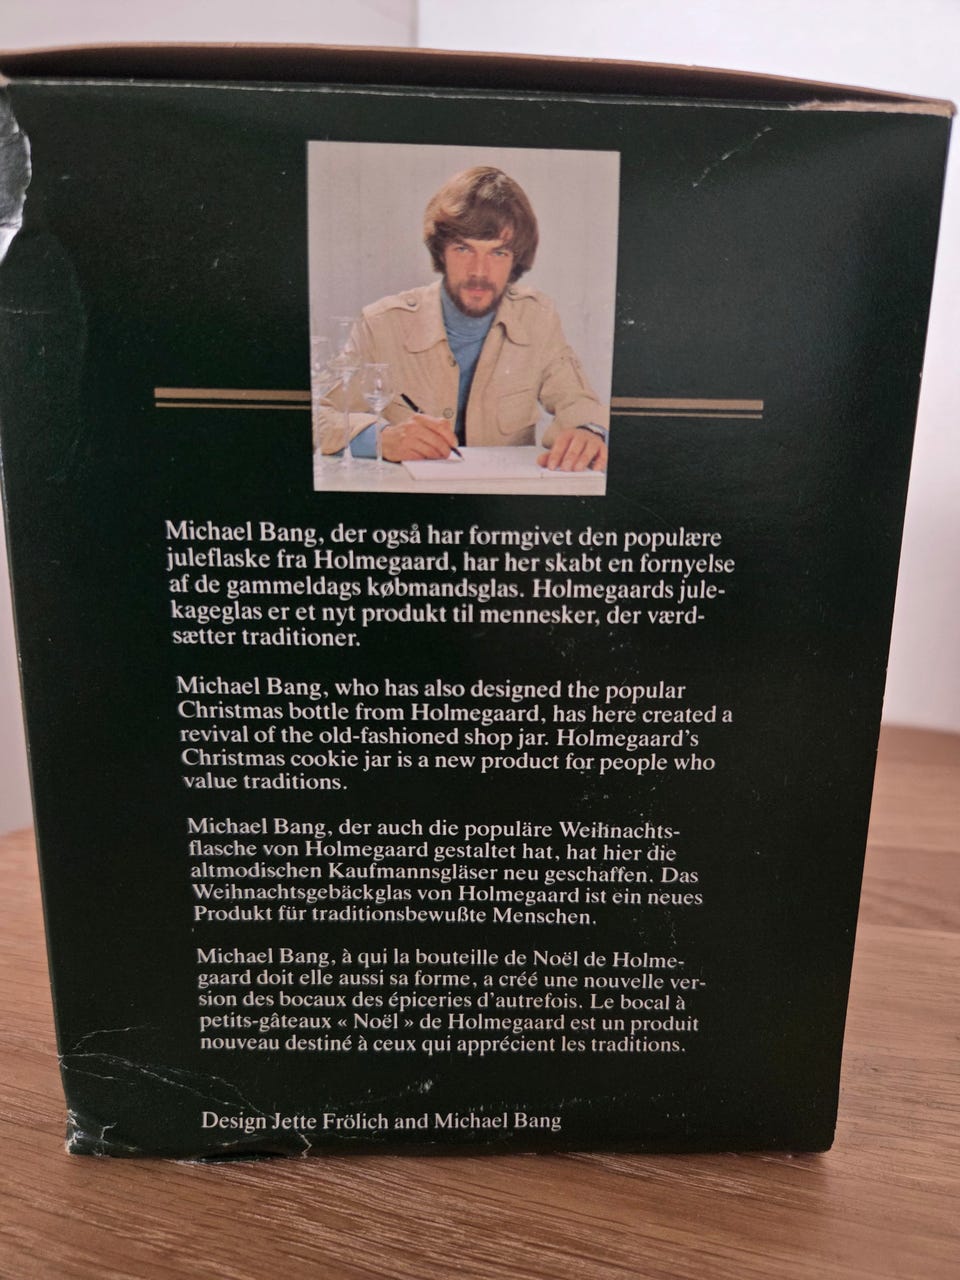 Michael Bang, der også har formgivet den populære
juleflaske fra Holmegaard, har her skabt en fornyelse
af de gammeldags købmandsglas. Holmegaards jule-
kageglas er et nyt produkt til mennesker, der værd-
sætter traditioner.
Michael Bang, who has also designed the popular
Christmas bottle from Holmegaard, has here created a
revival of the old-fashioned shop jar. Holmegaard's
Christmas cookie jar is a new product for people who
value traditions.
Michael Bang, der auch die populäre Weihnachts-
flasche von Holmegaard gestaltet hat, hat hier die
altmodischen Kaufmannsgläser neu geschaffen. Das
Weihnachtsgebäckglas von Holmegaard ist ein neues
Produkt für traditionsbewußte Menschen.
Michael Bang, à qui la bouteille de Noël de Holme-
gaard doit elle aussi sa forme, a créé une nouvelle ver-
sion des bocaux des épiceries d'autrefois. Le bocal à
petits-gâteaux « Noël » de Holmegaard est un produit
nouveau destiné à ceux qui apprécient les traditions.
Design Jette Frölich and Michael Bang